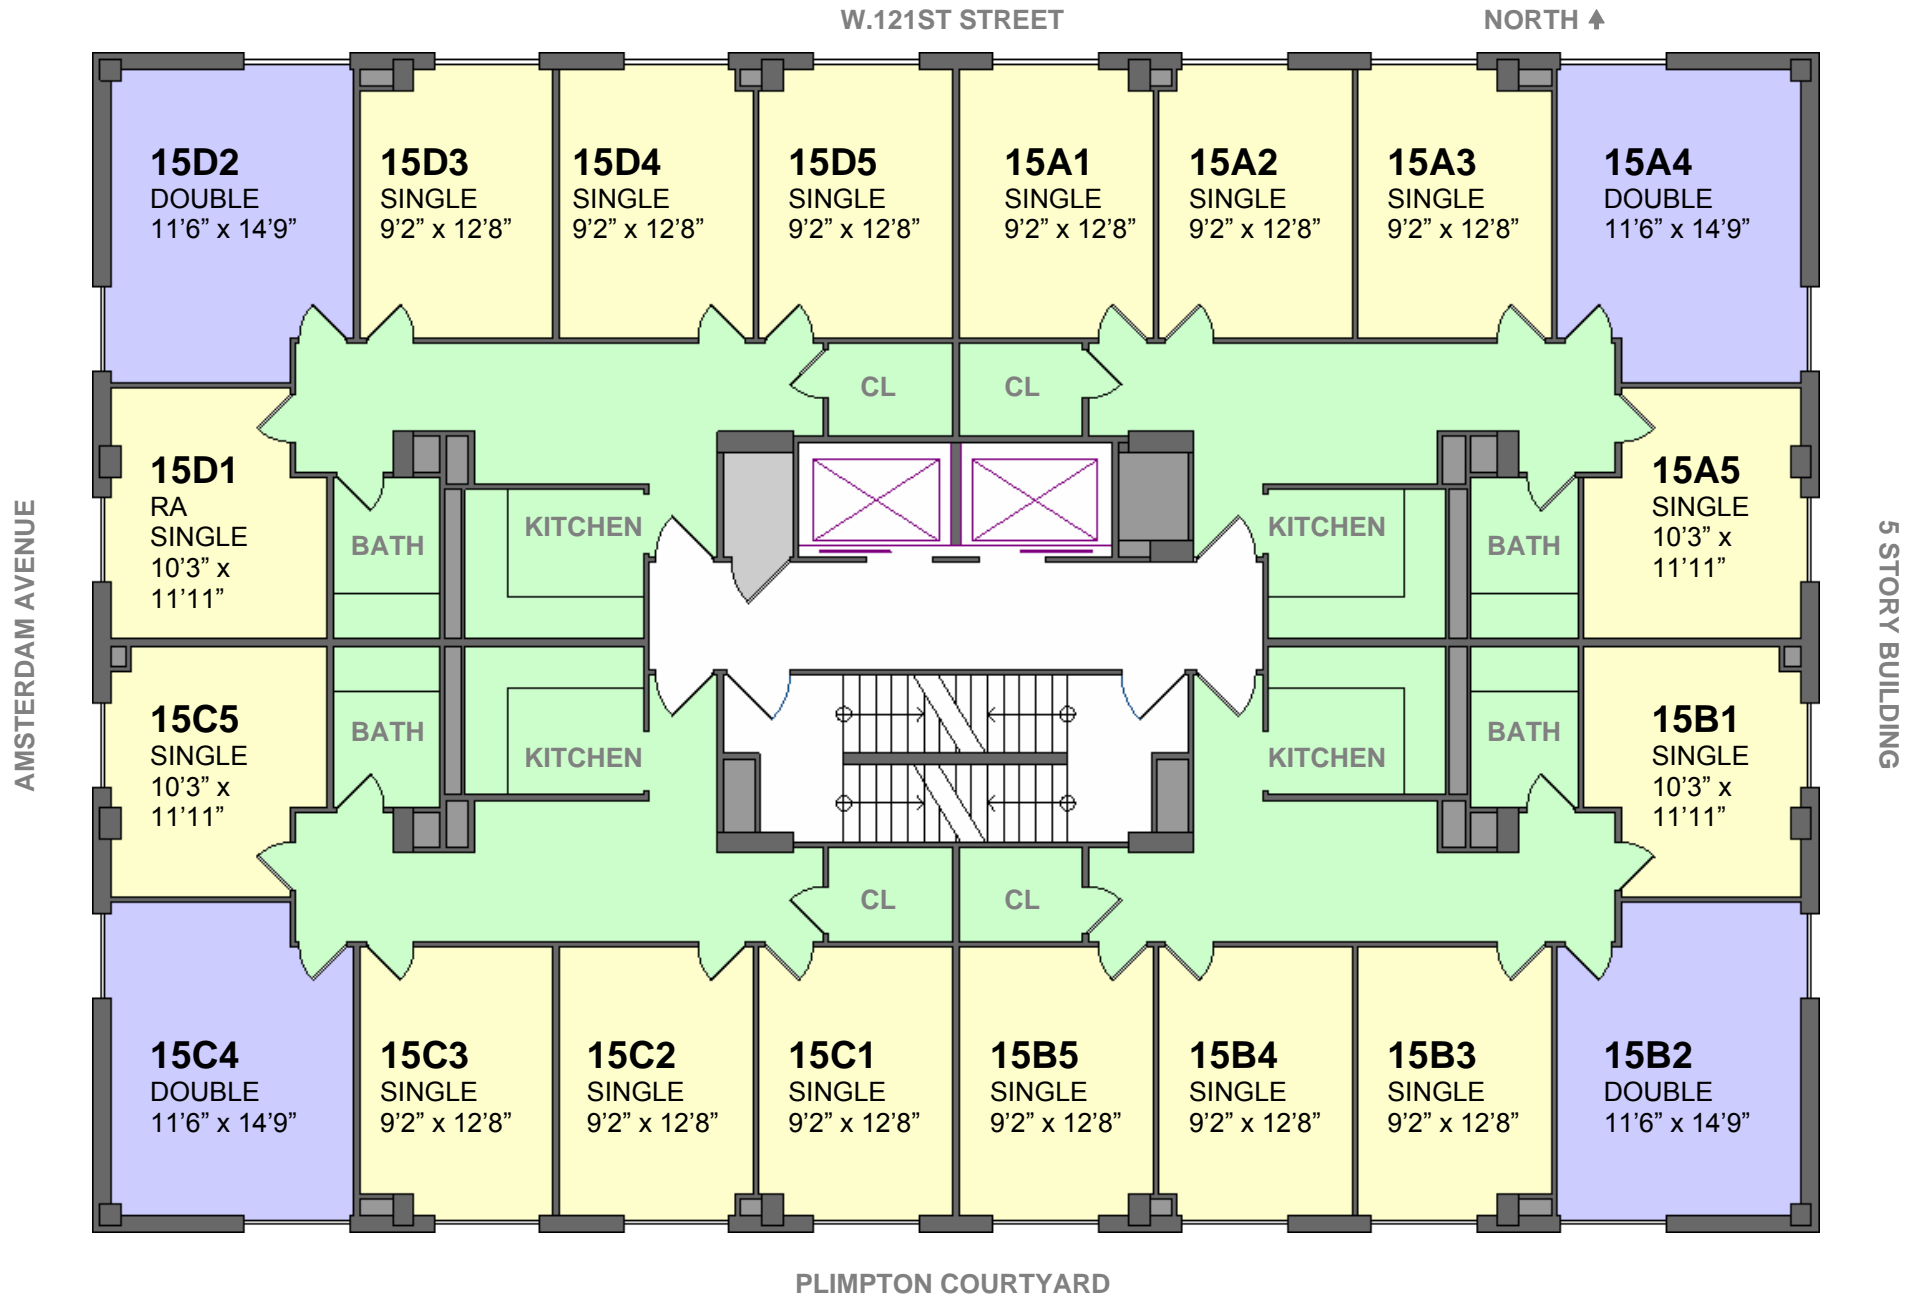 W.121ST STREET
NORTH
15D2
DOUBLE
11'6" x 14'9"
15D3
SINGLE
9'2" x 12'8"
15D4
SINGLE
9'2" x 12'8"
15D5
SINGLE
9'2" x 12'8"
15A1
SINGLE
9'2" x 12'8"
15A2
SINGLE
9'2" x 12'8"
15A3
SINGLE
9'2" x 12'8"
15A4
DOUBLE
11'6" x 14'9"
CL
CL
15D1
RA
SINGLE
10'3" x
11'11"
BATH
KITCHEN
KITCHEN
BATH
15A5
SINGLE
10'3" x
11'11"
AMSTERDAM AVENUE
5 STORY BUILDING
15C5
SINGLE
10'3" x
11'11"
BATH
KITCHEN
KITCHEN
BATH
15B1
SINGLE
10'3" x
11'11"
CL
CL
15C4
DOUBLE
11'6" x 14'9"
15C3
SINGLE
9'2" x 12'8"
15C2
SINGLE
9'2" x 12'8"
15C1
SINGLE
9'2" x 12'8"
15B5
SINGLE
9'2" x 12'8"
15B4
SINGLE
9'2" x 12'8"
15B3
SINGLE
9'2" x 12'8"
15B2
DOUBLE
11'6" x 14'9"
PLIMPTON COURTYARD